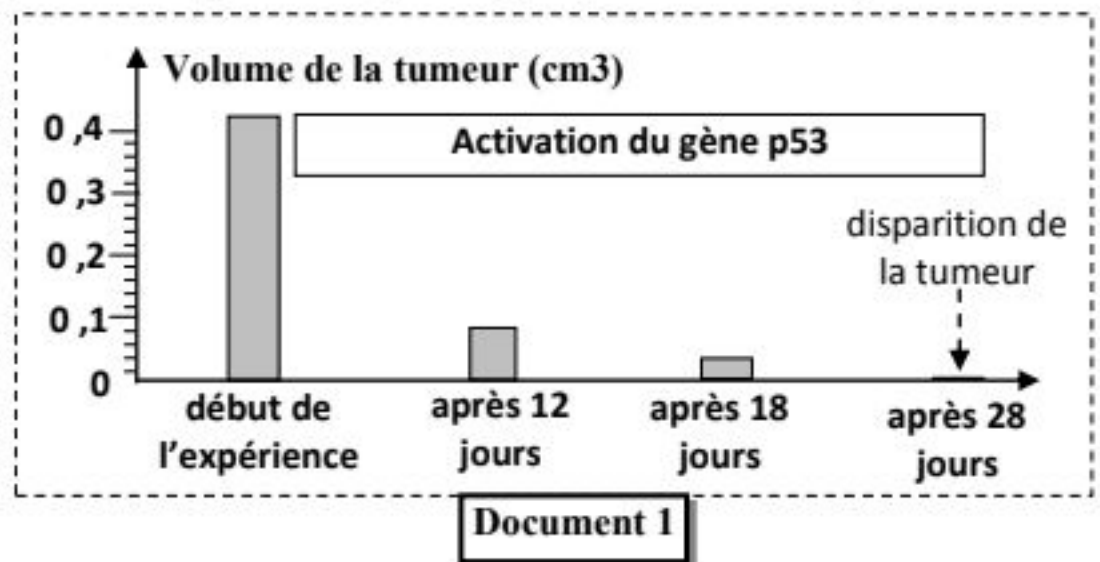 Volume de la tumeur (cm3)
0 ,4
Activation du gène p53
0 ,3
0 ,2
0 ,1
0
disparition de
la tumeur
début de
l'expérience
après 12
jours
après 18
jours
après 28
jours
Document 1